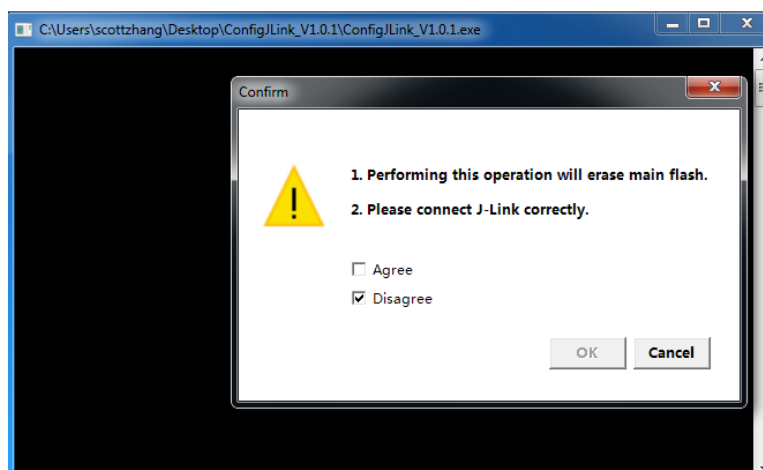 C:\Users\scottzhang\Desktop\ConfigJLink_V1.0.1\ConfigJLink_V1.0.1.exe
Confirm
1. Performing this operation will erase main flash.
2. Please connect J-Link correctly.
Agree
Disagree
OK Cancel